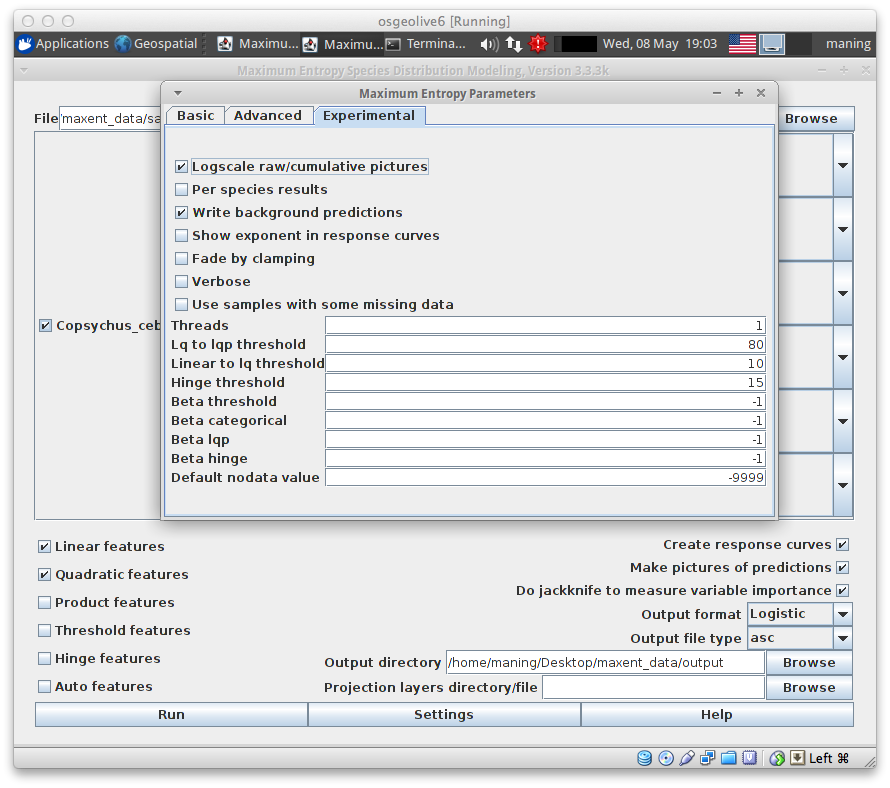 osgeolive6 [Running]
Applications Geospatial Maximu... Maximu... Termina... Wed, 08 May 19:03 maning
Maximum Entropy Species Distribution Modeling, Version 3.3.3k
Maximum Entropy Parameters
File maxent_data/sa Browse
Basic Advanced Experimental
Logscale raw/cumulative pictures
Per species results
Write background predictions
Show exponent in response curves
Fade by clamping
Verbose
Use samples with some missing data
Copsychus_ceb
Threads 1
Lq to lqp threshold 80
Linear to lq threshold 10
Hinge threshold 15
Beta threshold -1
Beta categorical -1
Beta lqp -1
Beta hinge -1
Default nodata value -9999
Linear features
Quadratic features
Product features
Threshold features
Hinge features
Auto features
Create response curves
Make pictures of predictions
Do jackknife to measure variable importance
Output format Logistic
Output file type asc
Output directory /home/maning/Desktop/maxent_data/output Browse
Projection layers directory/file Browse
Run Settings Help
Left ⌘